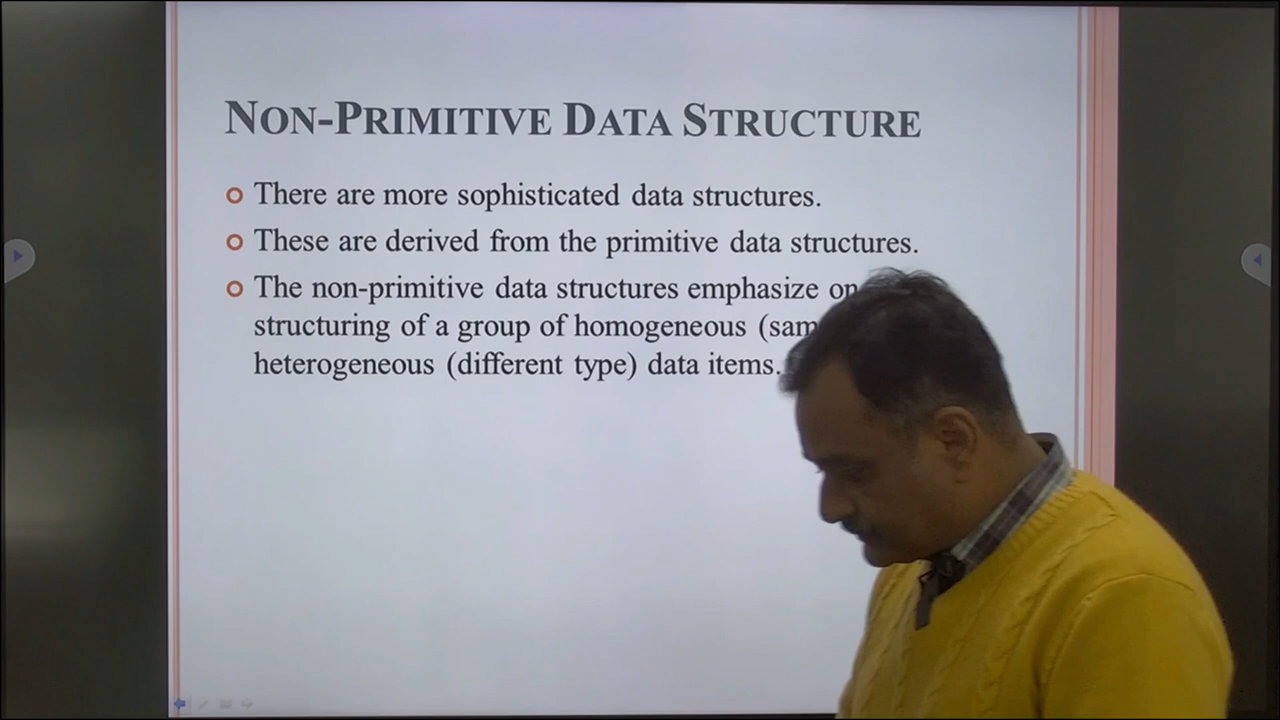 NON-PRIMITIVE DATA STRUCTURE
There are more sophisticated data structures.
These are derived from the primitive data structures.
The non-primitive data structures emphasize on
structuring of a group of homogeneous
heterogeneous (different type) data items.